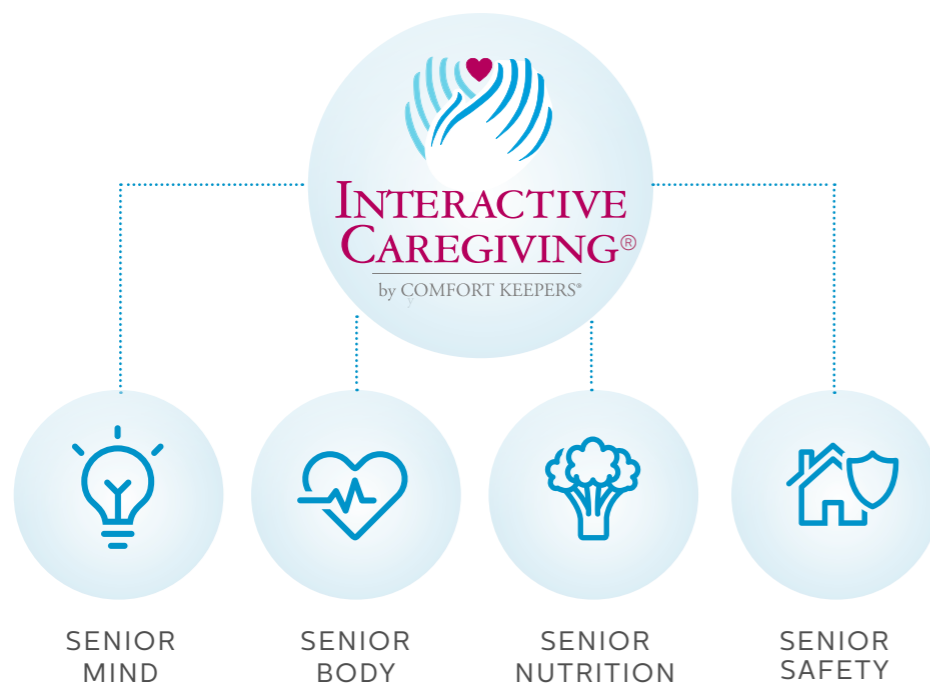 INTERACTIVE
CAREGIVING®
by COMFORT KEEPERS®
SENIOR
MIND
SENIOR
BODY
SENIOR
NUTRITION
SENIOR
SAFETY